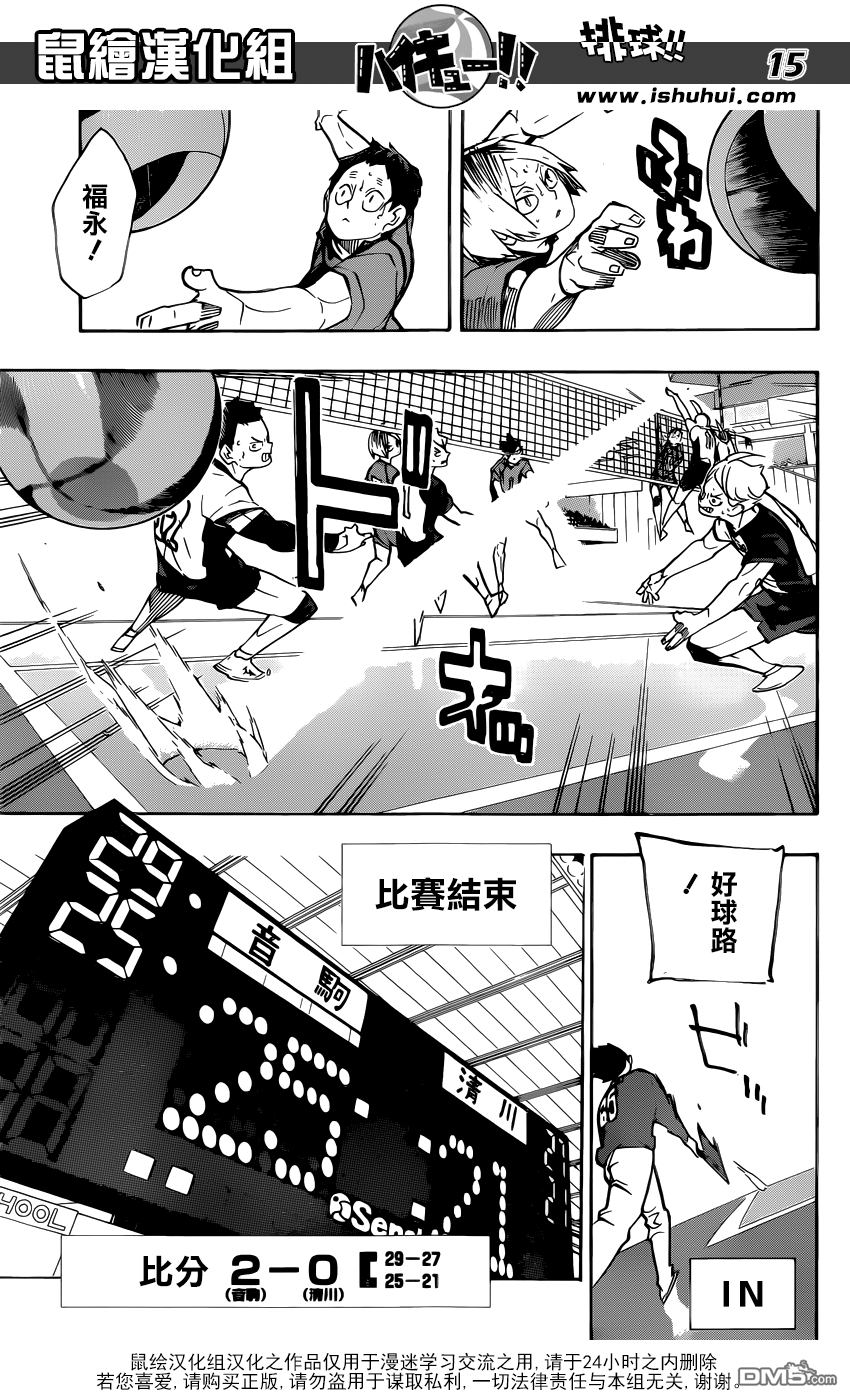 鼠繪漢化組
ハイキュー!!
排球!!
15
www.ishuhui.com
福永！
ドッ
好球路！
ピッ
比賽結束
音駒
清川
25
21
HOOL
Sen
IN
比分 2－0 29－27
(音駒) (清川) 25－21
鼠绘汉化组汉化之作品仅用于漫迷学习交流之用, 请于24小时之内删除
若您喜爱, 请购买正版, 请勿盗用于谋取私利, 一切法律责任与本组无关, 谢谢。
DM5.com